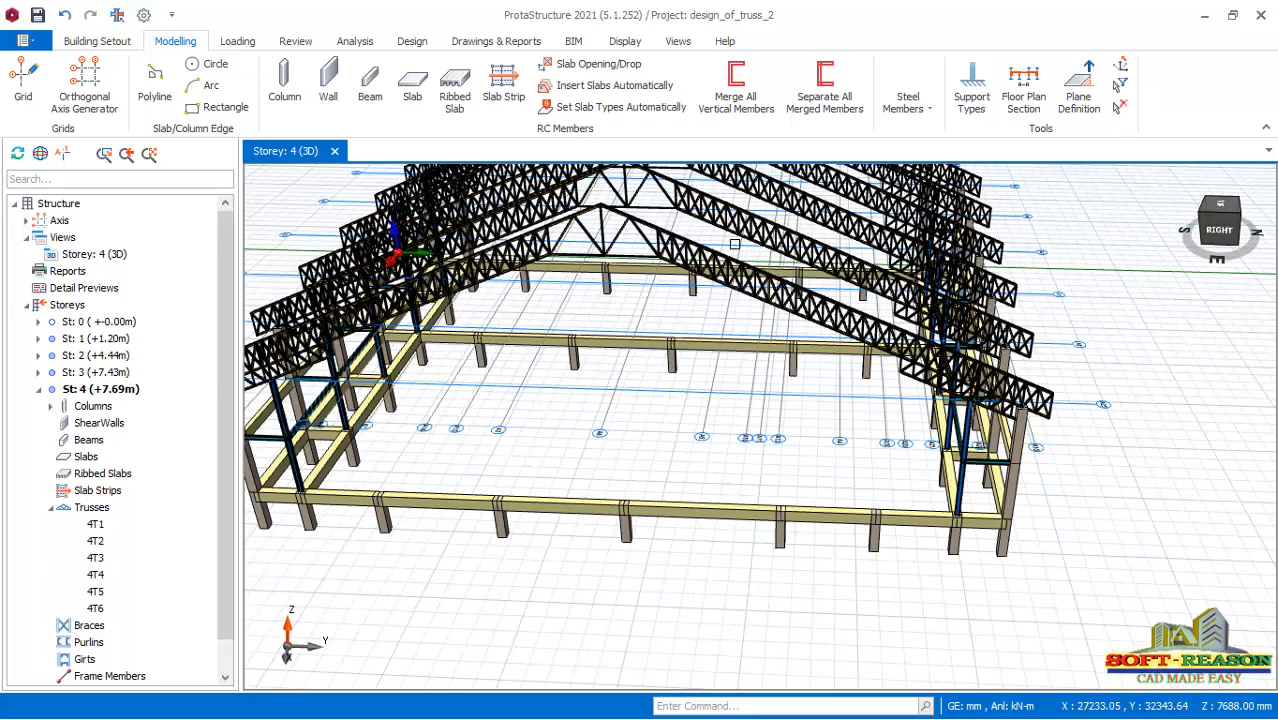 ProtaStructure 2021 (5.1.252) / Project: design_of_truss_2
Building Setout
Modelling
Loading
Review
Analysis
Design
Drawings & Reports
BIM
Display
Views
Help
Grid
Orthogonal
Axis Generator
Grids
Polyline
Circle
Arc
Rectangle
Slab/Column Edge
Column
Wall
Beam
Slab
Ribbed
Slab
Slab Strip
Slab Opening/Drop
Insert Slabs Automatically
Set Slab Types Automatically
RC Members
Merge All
Vertical Members
Separate All
Merged Members
Steel
Members
Support
Types
Floor Plan
Section
Plane
Definition
Tools
Storey: 4 (3D)
Search...
Structure
Axis
Views
Storey: 4 (3D)
Reports
Detail Previews
Storeys
St: 0 ( +-0.00m)
St: 1 (+1.20m)
St: 2 (+4.44m)
St: 3 (+7.43m)
St: 4 (+7.69m)
Columns
ShearWalls
Beams
Slabs
Ribbed Slabs
Slab Strips
Trusses
4T1
4T2
4T3
4T4
4T5
4T6
Braces
Purlins
Girts
Frame Members
RIGHT
S
N
E
Z
Y
X
SOFT-REASON
CAD MADE EASY
Enter Command...
GE: mm , Anl: kN-m
X : 27233.05 , Y : 32343.64
Z : 7688.00 mm